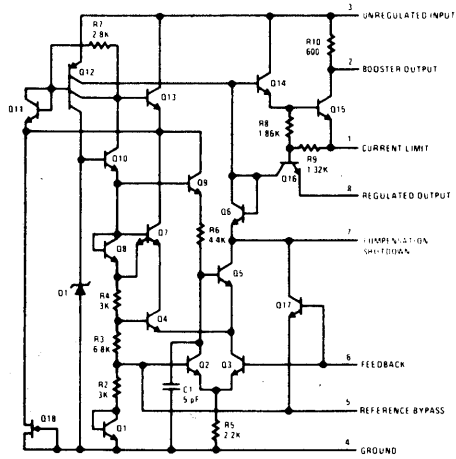 R7
2.8K
3
UNREGULATED INPUT
R10
600
Q12
Q14
Q11
Q13
2
BOOSTER OUTPUT
Q15
R8
1.86K
1
CURRENT LIMIT
Q10
R9
1.32K
Q9
Q16
8
REGULATED OUTPUT
Q6
R6
4.4K
Q8
Q7
7
COMPENSATION
SHUTDOWN
Q5
D1
R4
3K
Q17
Q4
R3
6.8K
Q2
Q3
6
FEEDBACK
R2
3K
C1
5 pF
5
REFERENCE BYPASS
Q18
Q1
R5
2.2K
4
GROUND